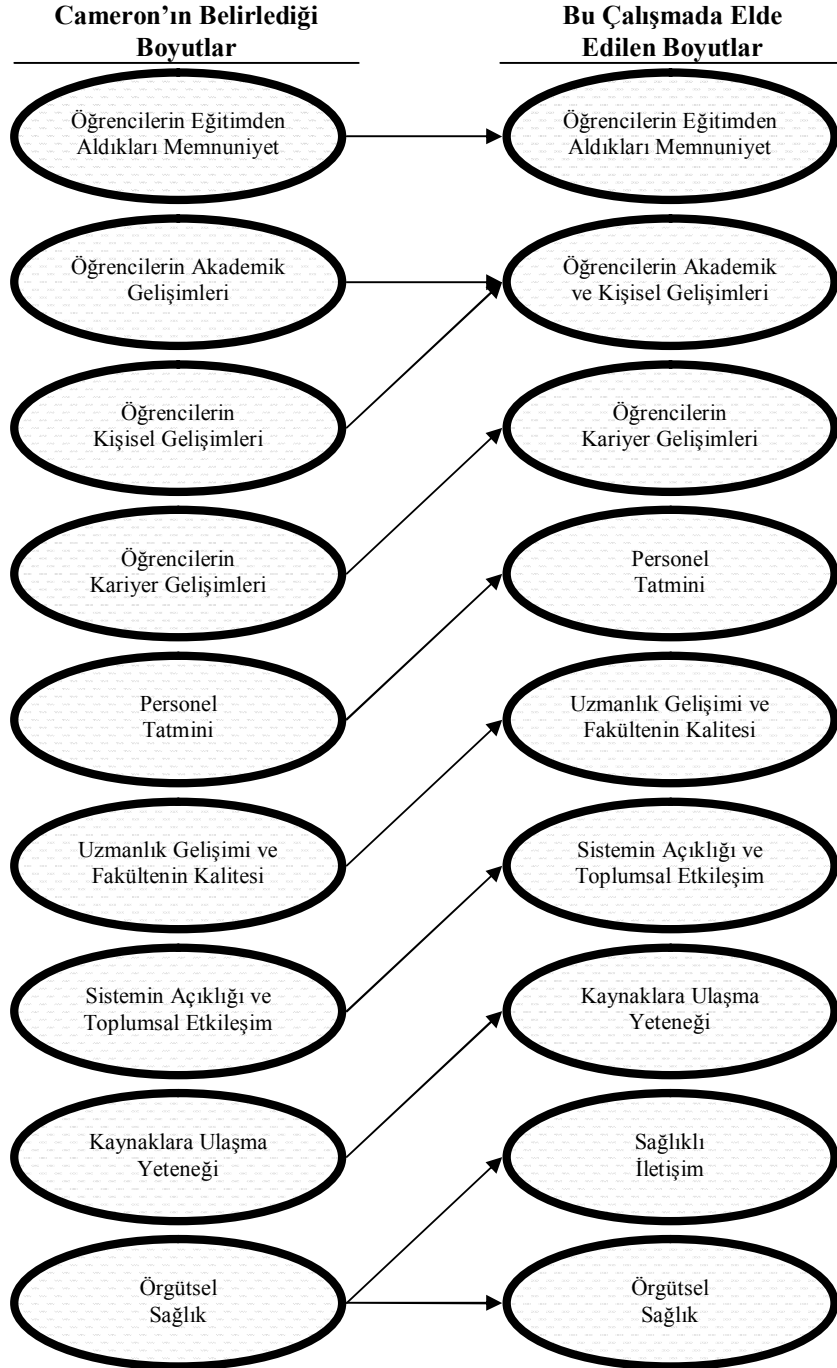 Cameron’ın Belirlediği
Boyutlar
Bu Çalışmada Elde
Edilen Boyutlar
Öğrencilerin Eğitimden
Aldıkları Memnuniyet
Öğrencilerin Eğitimden
Aldıkları Memnuniyet
Öğrencilerin Akademik
Gelişimleri
Öğrencilerin Akademik
ve Kişisel Gelişimleri
Öğrencilerin
Kişisel Gelişimleri
Öğrencilerin
Kariyer Gelişimleri
Öğrencilerin
Kariyer Gelişimleri
Personel
Tatmini
Personel
Tatmini
Uzmanlık Gelişimi ve
Fakültenin Kalitesi
Uzmanlık Gelişimi ve
Fakültenin Kalitesi
Sistemin Açıklığı ve
Toplumsal Etkileşim
Sistemin Açıklığı ve
Toplumsal Etkileşim
Kaynaklara Ulaşma
Yeteneği
Kaynaklara Ulaşma
Yeteneği
Sağlıklı
İletişim
Örgütsel
Sağlık
Örgütsel
Sağlık